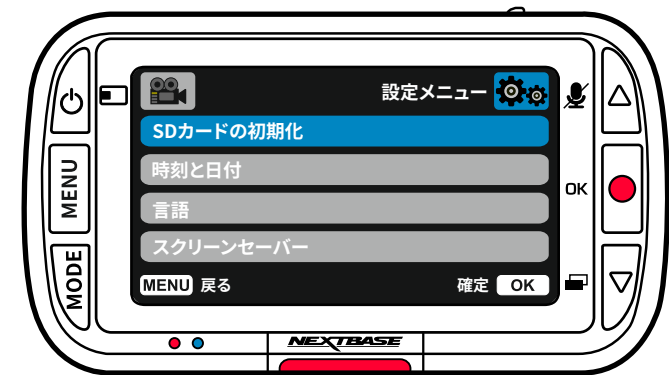 設定メニュー
SDカードの初期化
時刻と日付
言語
スクリーンセーバー
MENU 戻る
確定 OK
MENU
MODE
OK
NEXTBASE